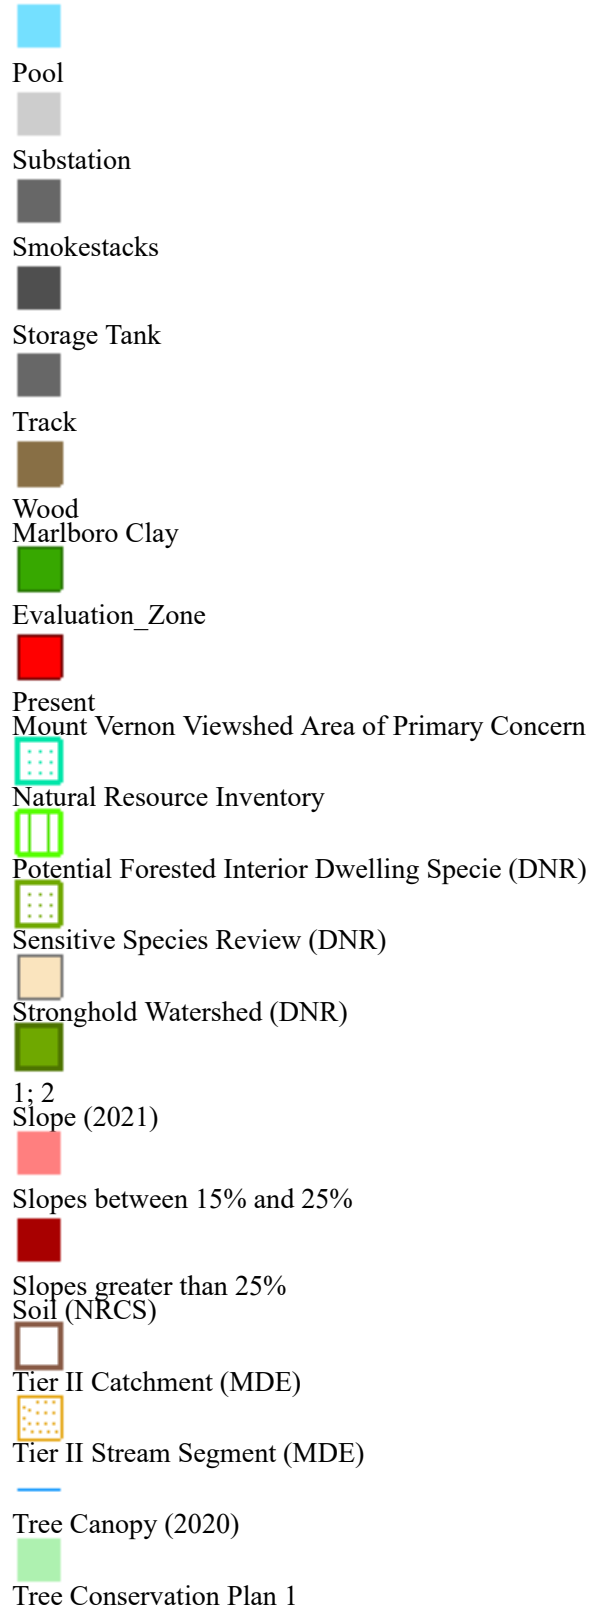 Pool
Substation
Smokestacks
Storage Tank
Track
Wood
Marlboro Clay
Evaluation_Zone
Present
Mount Vernon Viewshed Area of Primary Concern
Natural Resource Inventory
Potential Forested Interior Dwelling Specie (DNR)
Sensitive Species Review (DNR)
Stronghold Watershed (DNR)
1; 2
Slope (2021)
Slopes between 15% and 25%
Slopes greater than 25%
Soil (NRCS)
Tier II Catchment (MDE)
Tier II Stream Segment (MDE)
Tree Canopy (2020)
Tree Conservation Plan 1